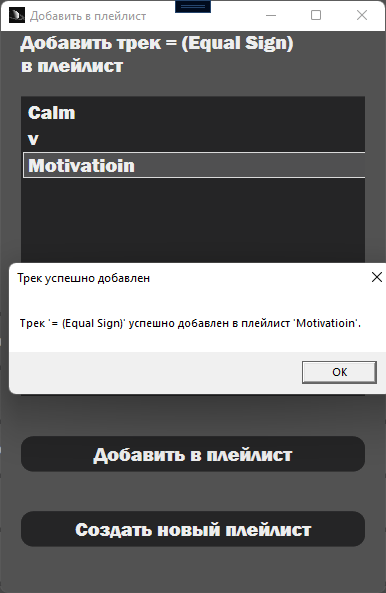 Добавить в плейлист
Добавить трек = (Equal Sign)
в плейлист
Calm
v
Motivatioin
Трек успешно добавлен
Трек '= (Equal Sign)' успешно добавлен в плейлист 'Motivatioin'.
OK
Добавить в плейлист
Создать новый плейлист